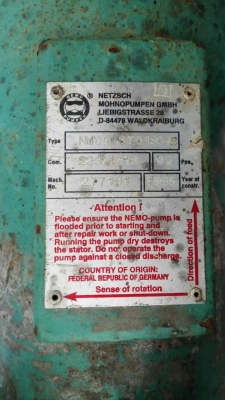 NEMO
NETZSCH
MOHNOPUMPEN GMBH
LIEBIGSTRASSE 28
D-84478 WALDKRAIBURG
Type
Com.
Mach.
No.
Year of
constr.
Attention !
Please ensure the NEMO-pump is
flooded prior to starting and
after repair work or shut-down.
Running the pump dry destroys
the stator. Do not operate the
pump against a closed discharge.
COUNTRY OF ORIGIN:
FEDERAL REPUBLIC OF GERMANY
Sense of rotation
Direction of feed